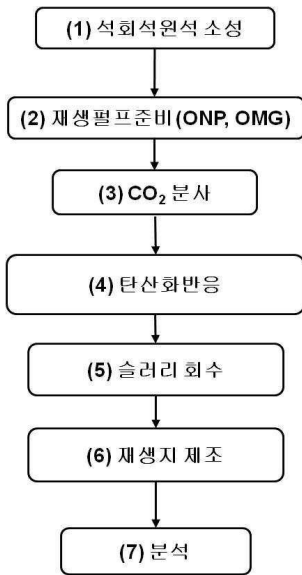 (1) 석회석원석 소성
(2) 재생펄프준비 (ONP, OMG)
(3) CO₂ 분사
(4) 탄산화반응
(5) 슬러리 회수
(6) 재생지 제조
(7) 분석